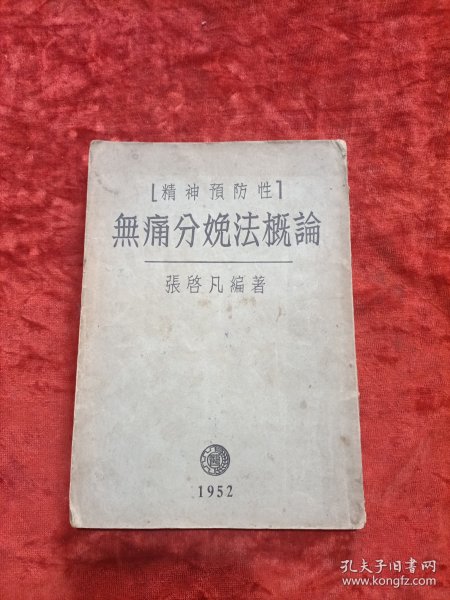 [精神預防性]
無痛分娩法概論
張啓凡編著
1952
孔夫子旧书网
www.kongfz.com